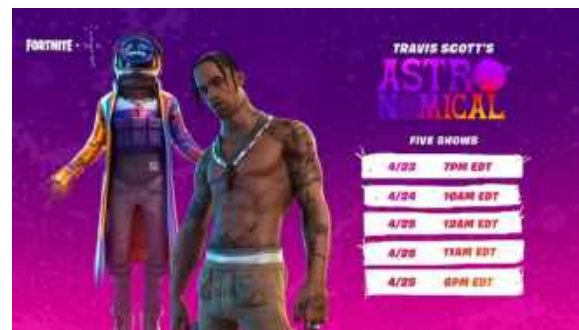 FORTNITE
TRAVIS SCOTT'S
ASTRONOMICAL
FIVE SHOWS
4/23 7PM EDT
4/24 10AM EDT
4/25 12AM EDT
4/25 11AM EDT
4/25 6PM EDT